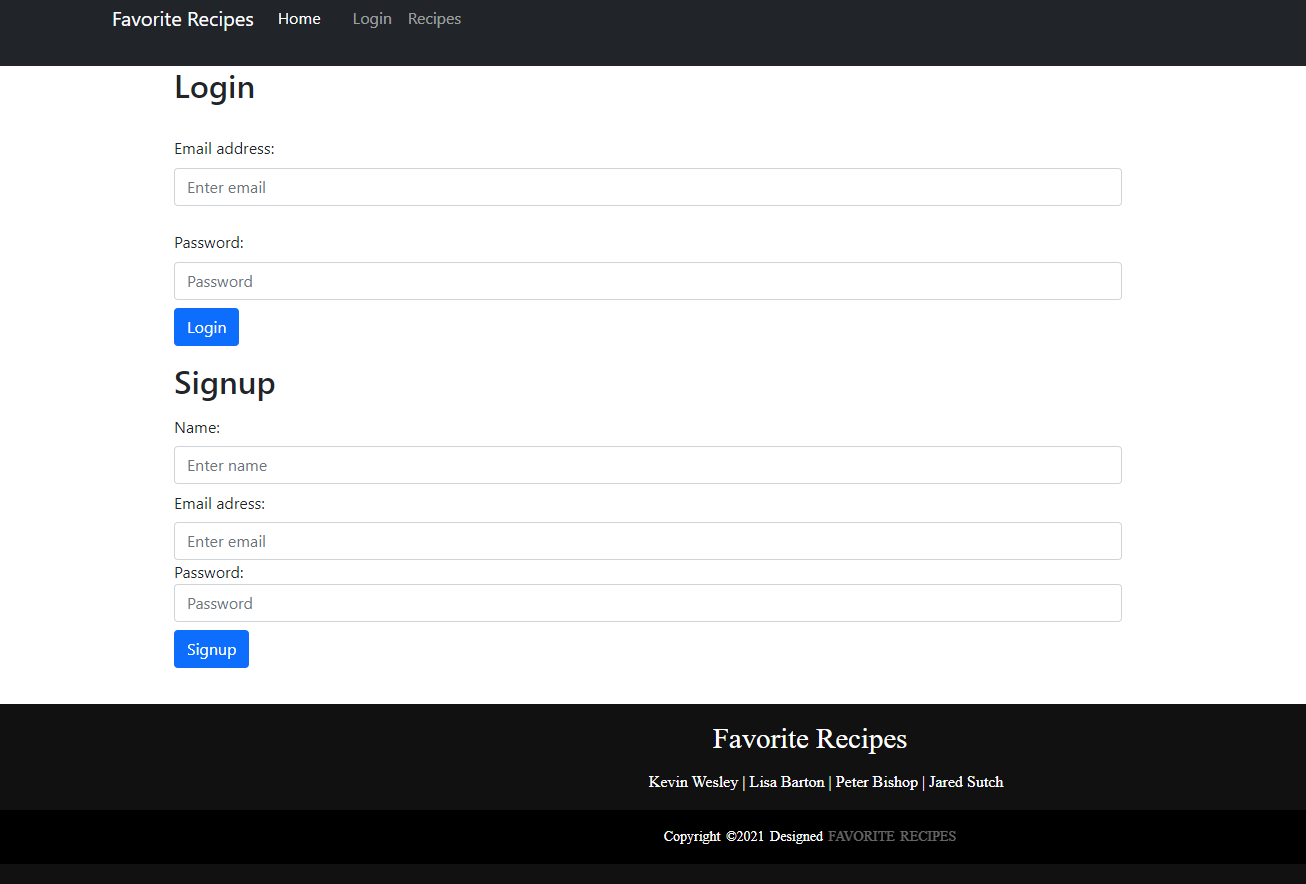 Favorite Recipes Home Login Recipes
Login
Email address:
Enter email
Password:
Password
Login
Signup
Name:
Enter name
Email adress:
Enter email
Password:
Password
Signup
Favorite Recipes
Kevin Wesley | Lisa Barton | Peter Bishop | Jared Sutch
Copyright ©2021 Designed FAVORITE RECIPES